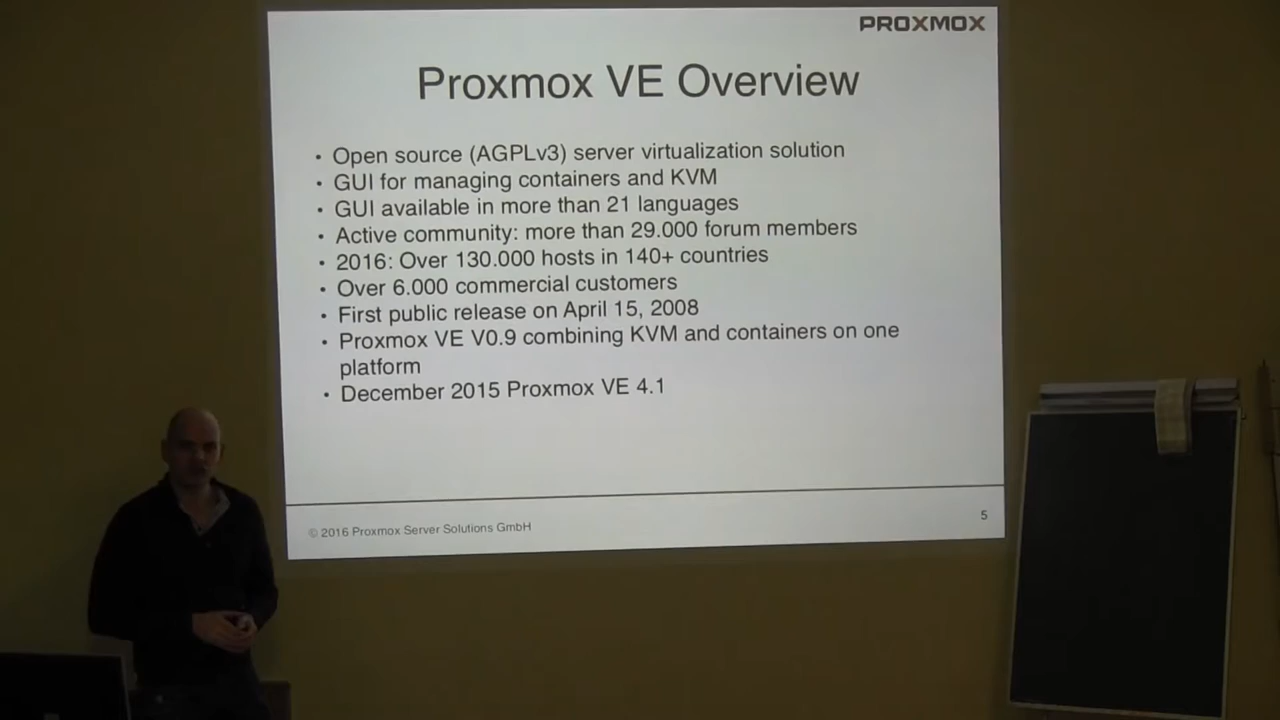 PROXMOX
Proxmox VE Overview
• Open source (AGPLv3) server virtualization solution
• GUI for managing containers and KVM
• GUI available in more than 21 languages
• Active community: more than 29.000 forum members
• 2016: Over 130.000 hosts in 140+ countries
• Over 6.000 commercial customers
• First public release on April 15, 2008
• Proxmox VE V0.9 combining KVM and containers on one
platform
• December 2015 Proxmox VE 4.1
© 2016 Proxmox Server Solutions GmbH
5